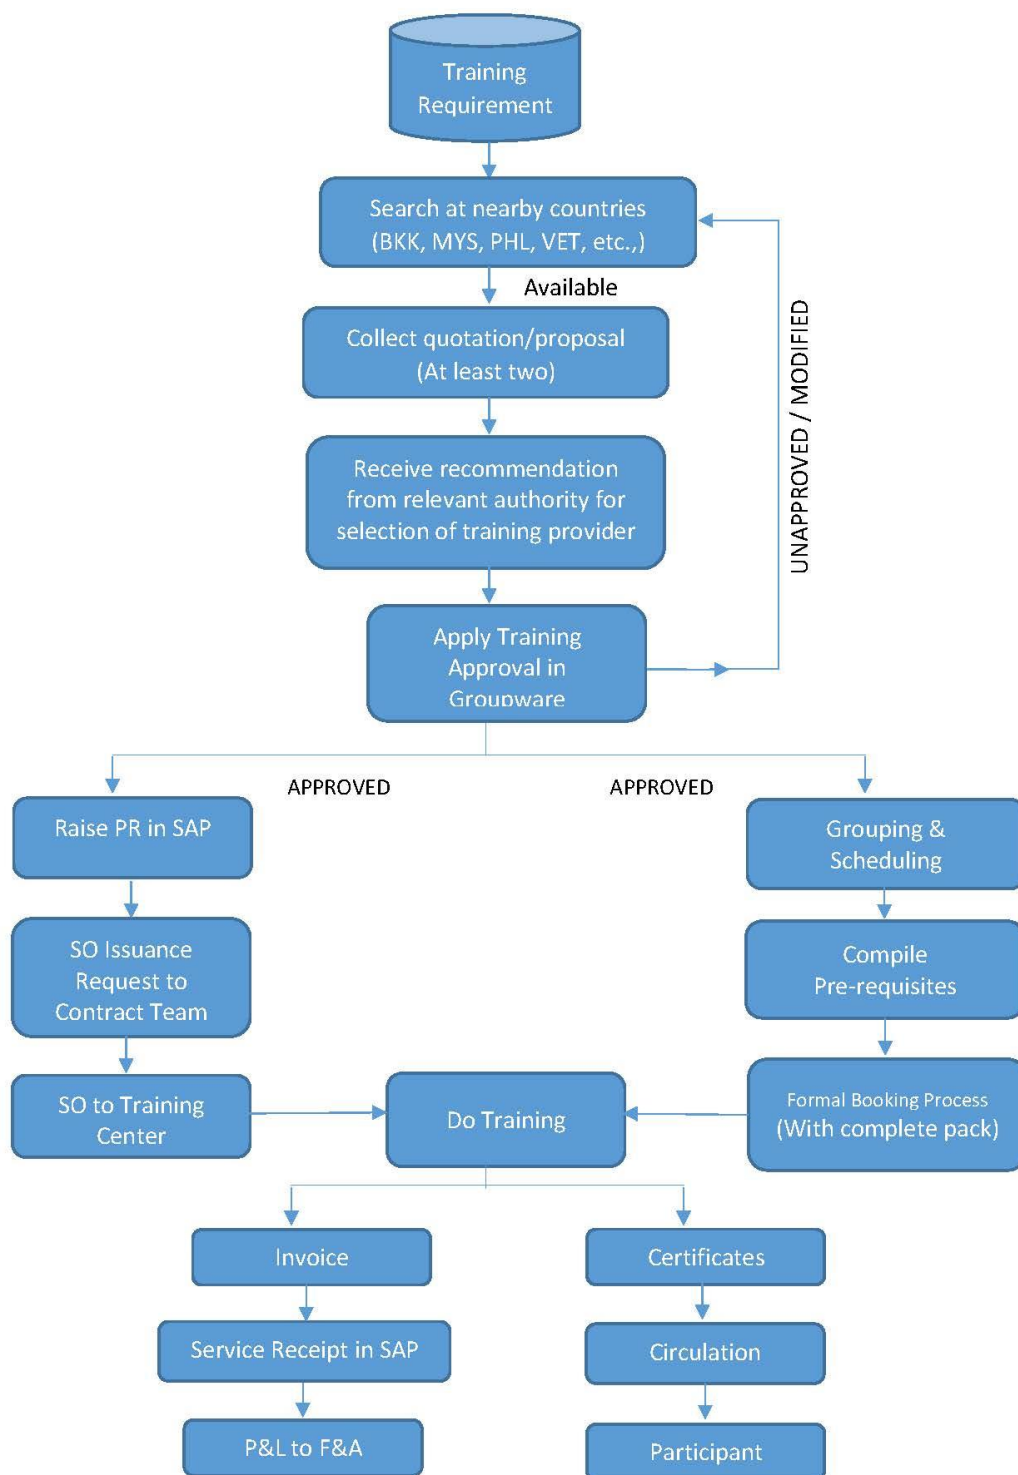 Training
Requirement
Search at nearby countries
(BKK, MYS, PHL, VET, etc.,)
Available
Collect quotation/proposal
(At least two)
UNAPPROVED / MODIFIED
Receive recommendation
from relevant authority for
selection of training provider
Apply Training
Approval in
Groupware
APPROVED
APPROVED
Raise PR in SAP
Grouping &
Scheduling
SO Issuance
Request to
Contract Team
Compile
Pre-requisites
SO to Training
Center
Do Training
Formal Booking Process
(With complete pack)
Invoice
Certificates
Service Receipt in SAP
Circulation
P&L to F&A
Participant